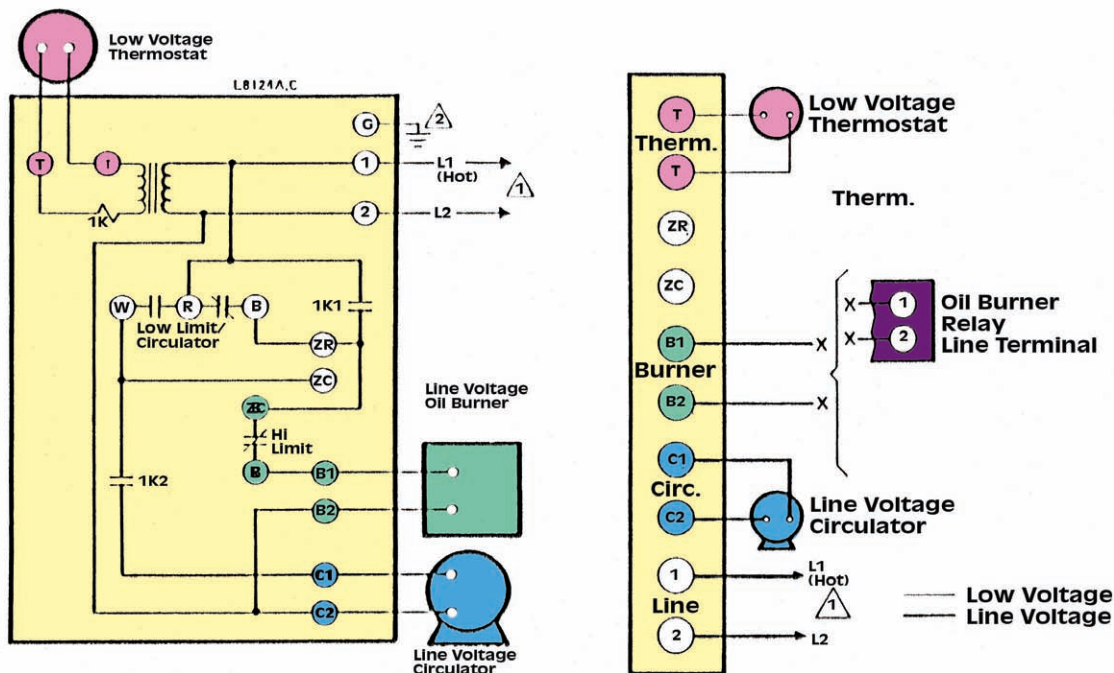 Low Voltage
Thermostat
L8124A,C
G
2
T
T
1
L1
(Hot)
1
1K
2
L2
W
R
B
1K1
Low Limit/
Circulator
ZR
ZC
Line Voltage
Oil Burner
Hi
Limit
B
B1
1K2
B2
C1
C2
Line Voltage
Circulator
T
Low Voltage
Thermostat
Therm.
T
Therm.
ZR
ZC
X
1
Oil Burner
X
2
Relay
Line Terminal
B1
X
Burner
B2
X
C1
Circ.
C2
Line Voltage
Circulator
1
L1
(Hot)
1
Line
2
L2
Low Voltage
Line Voltage